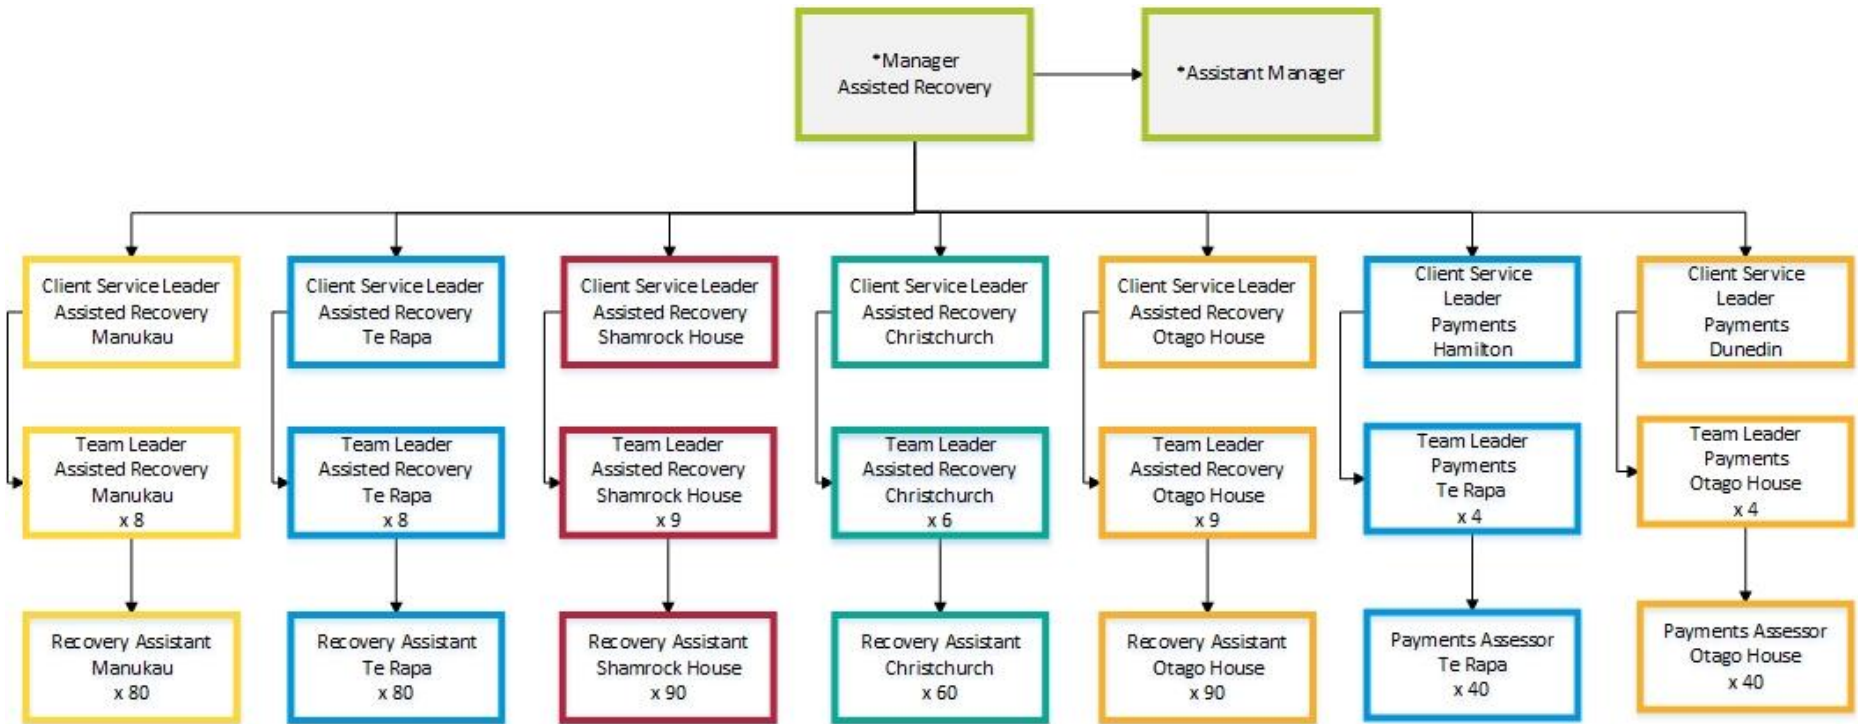 *Manager
Assisted Recovery
*Assistant Manager
Client Service Leader
Assisted Recovery
Manukau
Client Service Leader
Assisted Recovery
Te Rapa
Client Service Leader
Assisted Recovery
Shamrock House
Client Service Leader
Assisted Recovery
Christchurch
Client Service Leader
Assisted Recovery
Otago House
Client Service
Leader
Payments
Hamilton
Client Service
Leader
Payments
Dunedin
Team Leader
Assisted Recovery
Manukau
x 8
Team Leader
Assisted Recovery
Te Rapa
x 8
Team Leader
Assisted Recovery
Shamrock House
x 9
Team Leader
Assisted Recovery
Christchurch
x 6
Team Leader
Assisted Recovery
Otago House
x 9
Team Leader
Payments
Te Rapa
x 4
Team Leader
Payments
Otago House
x 4
Recovery Assistant
Manukau
x 80
Recovery Assistant
Te Rapa
x 80
Recovery Assistant
Shamrock House
x 90
Recovery Assistant
Christchurch
x 60
Recovery Assistant
Otago House
x 90
Payments Assessor
Te Rapa
x 40
Payments Assessor
Otago House
x 40